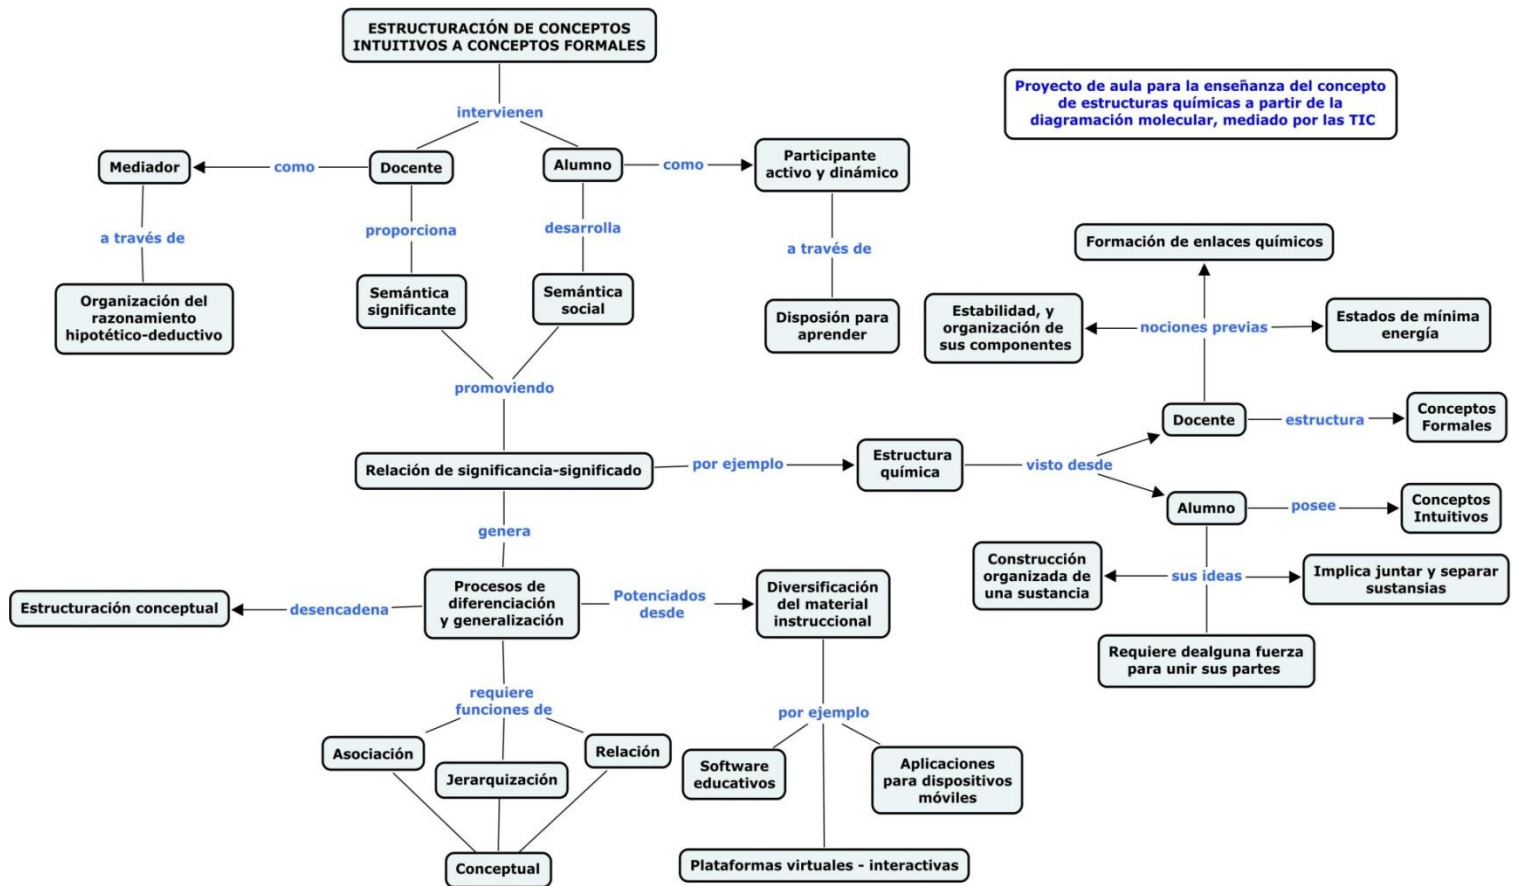 ESTRUCTURACIÓN DE CONCEPTOS
INTUITIVOS A CONCEPTOS FORMALES
Proyecto de aula para la enseñanza del concepto
de estructuras químicas a partir de la
diagramación molecular, mediado por las TIC
intervienen
Mediador
como
Docente
Alumno
como
Participante
activo y dinámico
a través de
proporciona
desarrolla
a través de
Organización del
razonamiento
hipotético-deductivo
Semántica
significante
Semántica
social
Disposión para
aprender
promoviendo
Formación de enlaces químicos
Estabilidad, y
organización de
sus componentes
nociones previas
Estados de mínima
energía
Docente
estructura
Conceptos
Formales
Relación de significancia-significado
por ejemplo
Estructura
química
visto desde
Alumno
posee
Conceptos
Intuitivos
genera
Construcción
organizada de
una sustancia
sus ideas
Implica juntar y separar
sustansias
Requiere dealguna fuerza
para unir sus partes
Estructuración conceptual
desencadena
Procesos de
diferenciación
y generalización
Potenciados
desde
Diversificación
del material
instruccional
requiere
funciones de
por ejemplo
Asociación
Jerarquización
Relación
Software
educativos
Aplicaciones
para dispositivos
móviles
Conceptual
Plataformas virtuales - interactivas